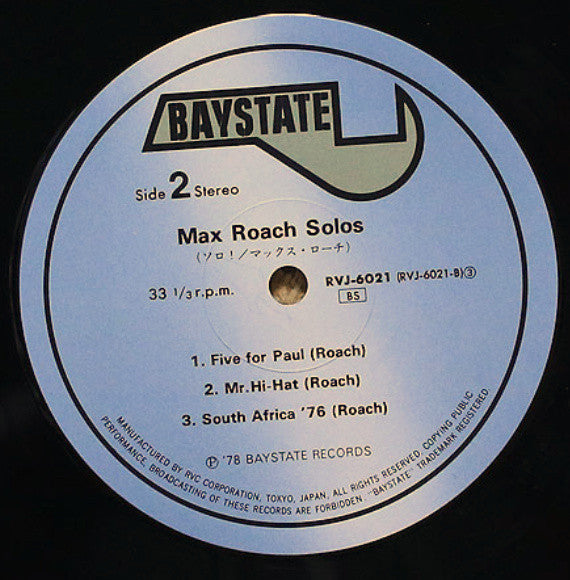 BAYSTATE
Side 2 Stereo
Max Roach Solos
(ソロ!/マックス・ローチ)
33 1/3 r.p.m.
RVJ-6021 (RVJ-6021-B)③
BS
1. Five for Paul (Roach)
2. Mr.Hi-Hat (Roach)
3. South Africa '76 (Roach)
Ⓟ '78 BAYSTATE RECORDS
MANUFACTURED BY RVC CORPORATION, TOKYO, JAPAN, ALL RIGHTS RESERVED, COPYING PUBLIC
PERFORMANCE, BROADCASTING OF THESE RECORDS ARE FORBIDDEN. "BAYSTATE" TRADEMARK REGISTERED.